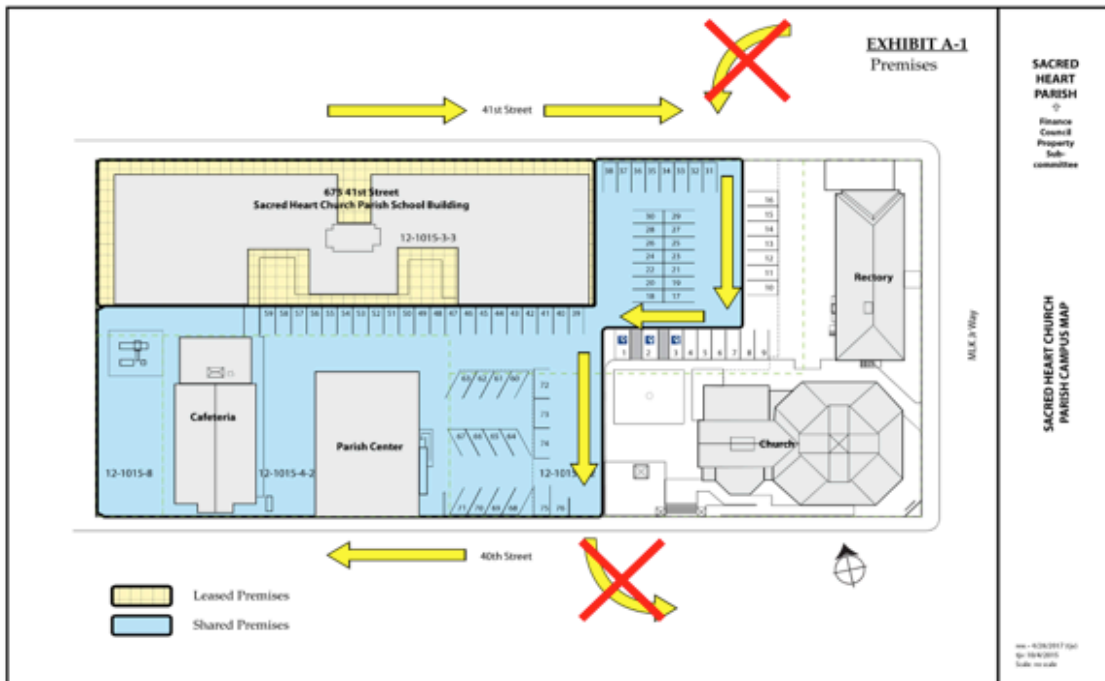 EXHIBIT A-1
Premises
41st Street
675 41st Street
Sacred Heart Church Parish School Building
12-1015-3-3
38 37 36 35 34 33 32 31
30 29
28 27
26 25
24 23
22 21
20 19
18 17
16
15
14
13
12
11
10
Rectory
59 58 57 56 55 54 53 52 51 50 49 48 47 46 45 44 43 42 41 40 39
1 2 3 4 5 6 7 8 9
63 62 61 60
72
73
74
67 66 65 64
71 70 69 68
75 76
Cafeteria
Parish Center
Church
12-1015-8
12-1015-4-2
12-1015
MLK Jr Way
40th Street
Leased Premises
Shared Premises
SACRED
HEART
PARISH
Finance
Council
Property
Sub-
committee
SACRED HEART CHURCH
PARISH CAMPUS MAP
Scale: no scale